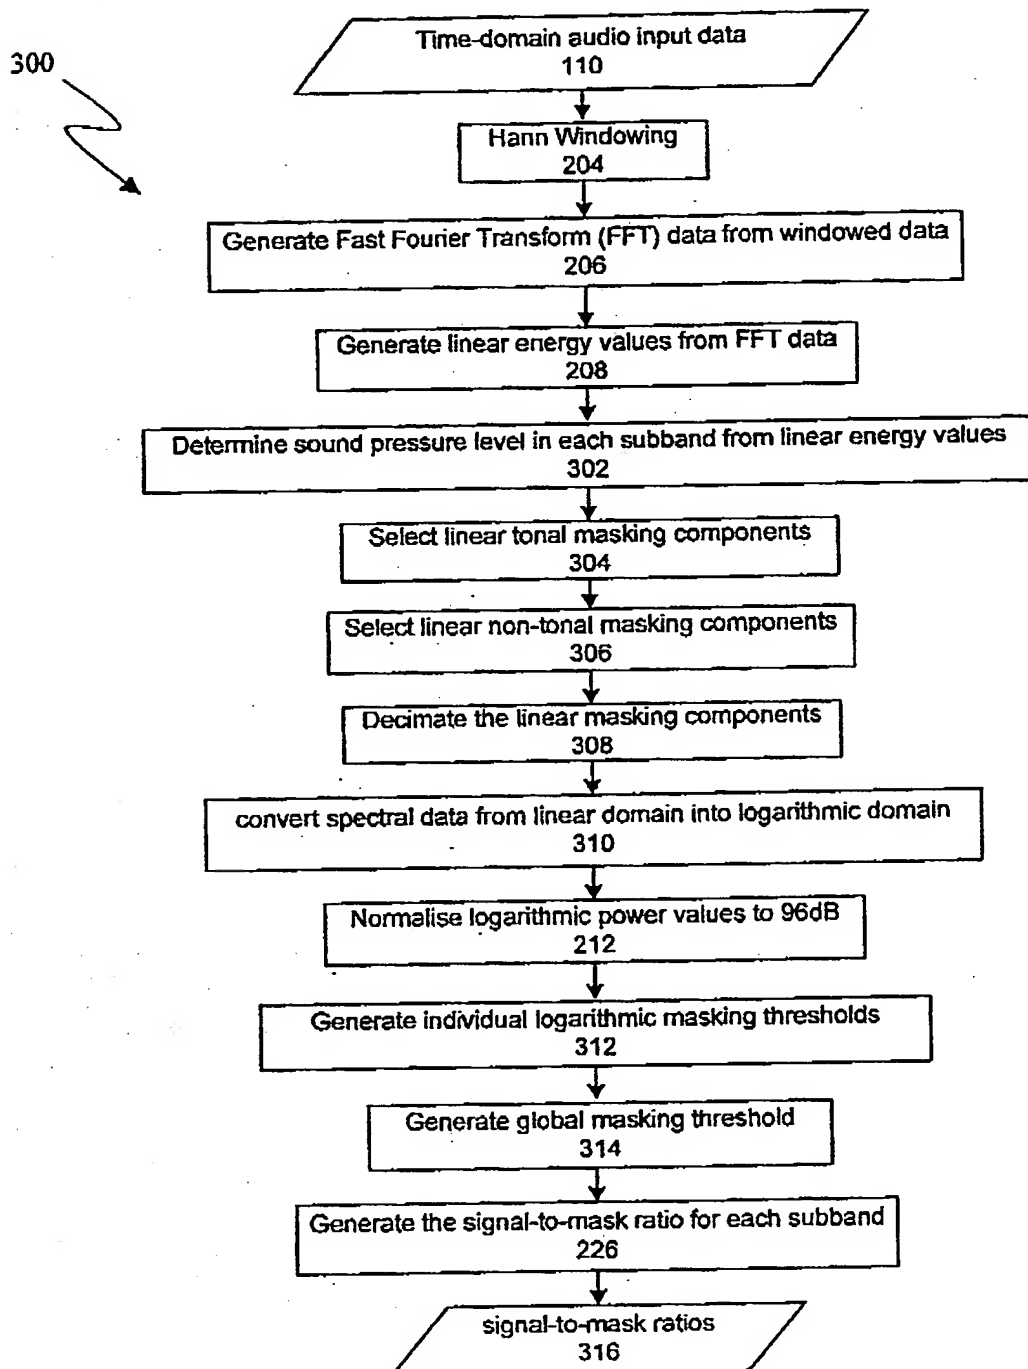 Time-domain audio input data
110
300
Hann Windowing
204
Generate Fast Fourier Transform (FFT) data from windowed data
206
Generate linear energy values from FFT data
208
Determine sound pressure level in each subband from linear energy values
302
Select linear tonal masking components
304
Select linear non-tonal masking components
306
Decimate the linear masking components
308
convert spectral data from linear domain into logarithmic domain
310
Normalise logarithmic power values to 96dB
212
Generate individual logarithmic masking thresholds
312
Generate global masking threshold
314
Generate the signal-to-mask ratio for each subband
226
signal-to-mask ratios
316